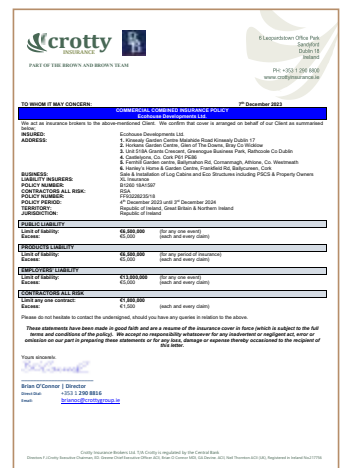 crotty
INSURANCE
BB
PART OF THE BROWN AND BROWN TEAM
6 Leopardstown Office Park
Sandyford
Dublin 18
Ireland
PH: +353 1 290 8800
www.crottyinsurance.ie
TO WHOM IT MAY CONCERN: 7th December 2023
COMMERCIAL COMBINED INSURANCE POLICY
Ecohouse Developments Ltd.
We act as insurance brokers to the above-mentioned Client. We confirm that cover is arranged on behalf of our Client as summarised
below:
INSURED: Ecohouse Developments Ltd.
ADDRESS: 1. Kinsealy Garden Centre Malahide Road Kinsealy Dublin 17
2. Horkans Garden Centre, Glen of The Downs, Bray Co Wicklow
3. Unit 518A Grants Crescent, Greenogue Business Park, Rathcoole Co Dublin
4. Castlelyons, Co. Cork P61 PE86
5. Fernhill Garden centre, Ballymahon Rd, Cornamagh, Athlone, Co. Westmeath
6. Hanley's Home & Garden Centre, Frankfield Rd, Ballycureen, Cork
BUSINESS: Sale & Installation of Log Cabins and Eco Structures including PSCS & Property Owners
LIABILITY INSURERS: XL Insurance
POLICY NUMBER: B1260 18A1597
CONTRACTORS ALL RISK: RSA
POLICY NUMBER:
POLICY PERIOD: 4th December 2023 until 3rd December 2024
TERRITORY: Republic of Ireland, Great Britain & Northern Ireland
JURISDICTION: Republic of Ireland
PUBLIC LIABILITY
Limit of liability: €6,500,000 (for any one event)
Excess: €5,000 (each and every claim)
PRODUCTS LIABILITY
Limit of liability: €6,500,000 (for any period of insurance)
Excess: €5,000 (each and every claim)
EMPLOYERS' LIABILITY
Limit of liability: €13,000,000 (for any one event)
Excess: €5,000 (each and every claim)
CONTRACTORS ALL RISK
Limit any one contract: €1,000,000
Excess: €1,500 (each and every claim)
Please do not hesitate to contact the undersigned, should you have any queries in relation to the above.
These statements have been made in good faith and are a resume of the insurance cover in force (which is subject to the full
terms and conditions of the policy). We accept no responsibility whatsoever for any inadvertent or negligent act, error or
omission on our part in preparing these statements or for any loss, damage or expense thereby occasioned to the recipient of
this letter.
Yours sincerely
Brian O'Connor | Director
Direct Dial: +353 1 290 8816
Email: brianoc@crottygroup.ie
Crotty Insurance Brokers Ltd. T/A Crotty is regulated by the Central Bank